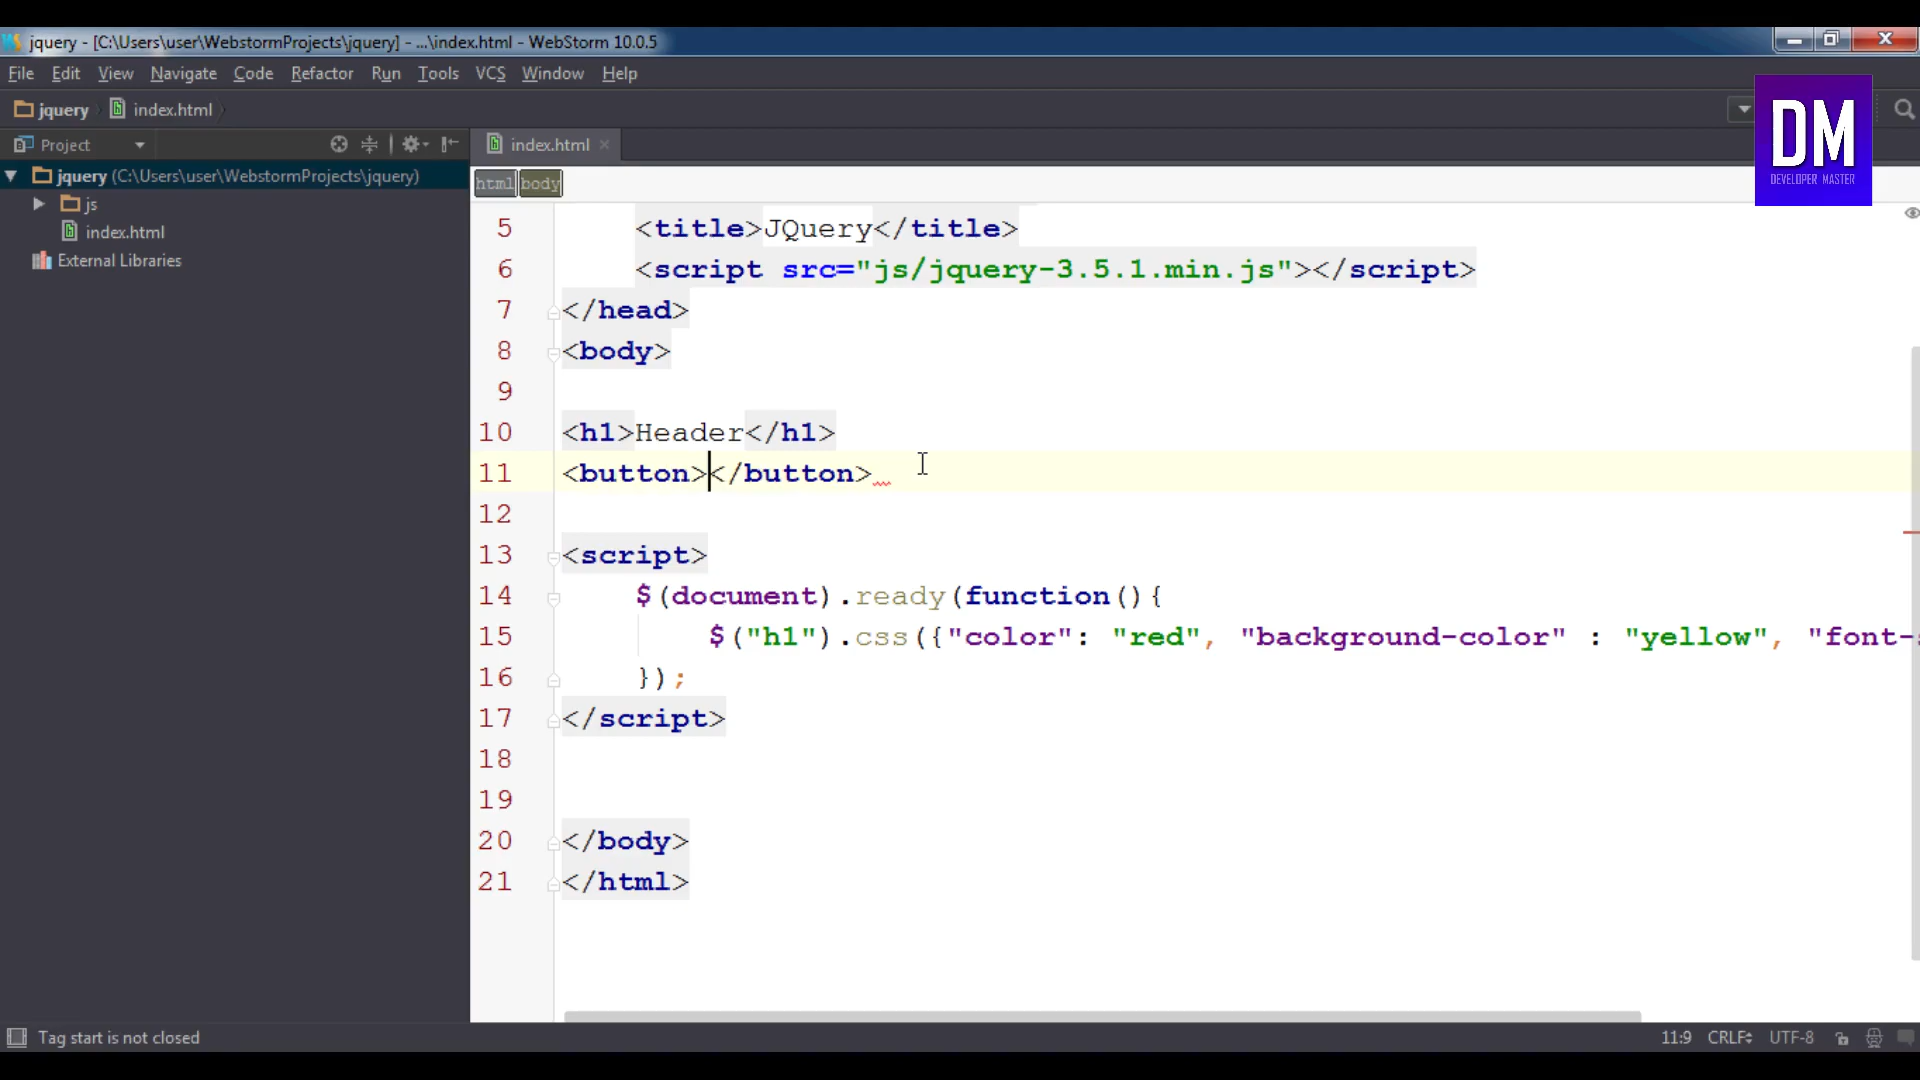 jquery - [C:\Users\user\WebstormProjects\jquery] - ...\index.html - WebStorm 10.0.5
File Edit View Navigate Code Refactor Run Tools VCS Window Help
jquery index.html
DM
DEVELOPER MASTER
Project
index.html
jquery (C:\Users\user\WebstormProjects\jquery)
js
index.html
External Libraries
html body
5 <title>JQuery</title>
6 <script src="js/jquery-3.5.1.min.js"></script>
7 </head>
8 <body>
9
10 <h1>Header</h1>
11 <button></button>
12
13 <script>
14 $(document).ready(function(){
15 $("h1").css({"color": "red", "background-color" : "yellow", "font-
16 });
17 </script>
18
19
20 </body>
21 </html>
Tag start is not closed
11:9 CRLF UTF-8